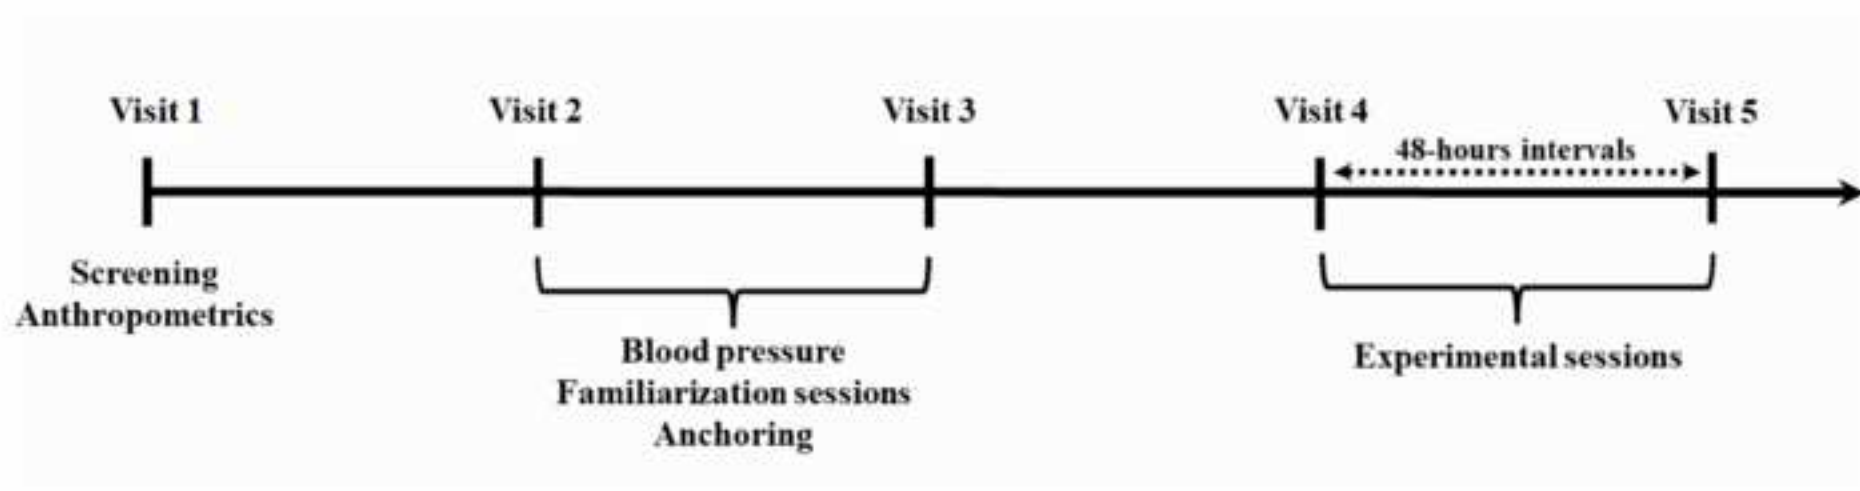 Visit 1
Visit 2
Visit 3
Visit 4
Visit 5
48-hours intervals
Screening
Anthropometrics
Blood pressure
Familiarization sessions
Anchoring
Experimental sessions